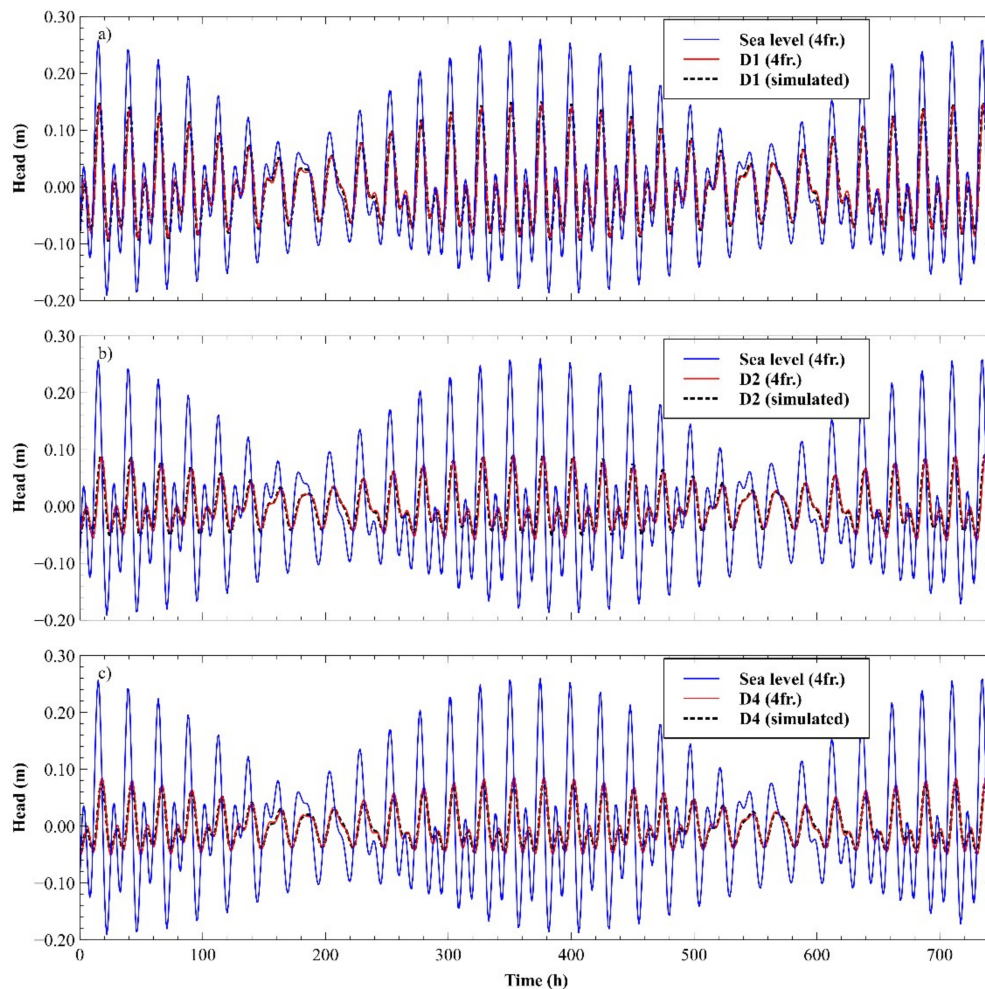 0.30
a)
Sea level (4fr.)
D1 (4fr.)
D1 (simulated)
0.20
0.10
0.00
−0.10
−0.20
Head (m)
0.30
b)
Sea level (4fr.)
D2 (4fr.)
D2 (simulated)
0.20
0.10
0.00
−0.10
−0.20
Head (m)
0.30
c)
Sea level (4fr.)
D4 (4fr.)
D4 (simulated)
0.20
0.10
0.00
−0.10
−0.20
Head (m)
0 100 200 300 400 500 600 700
Time (h)